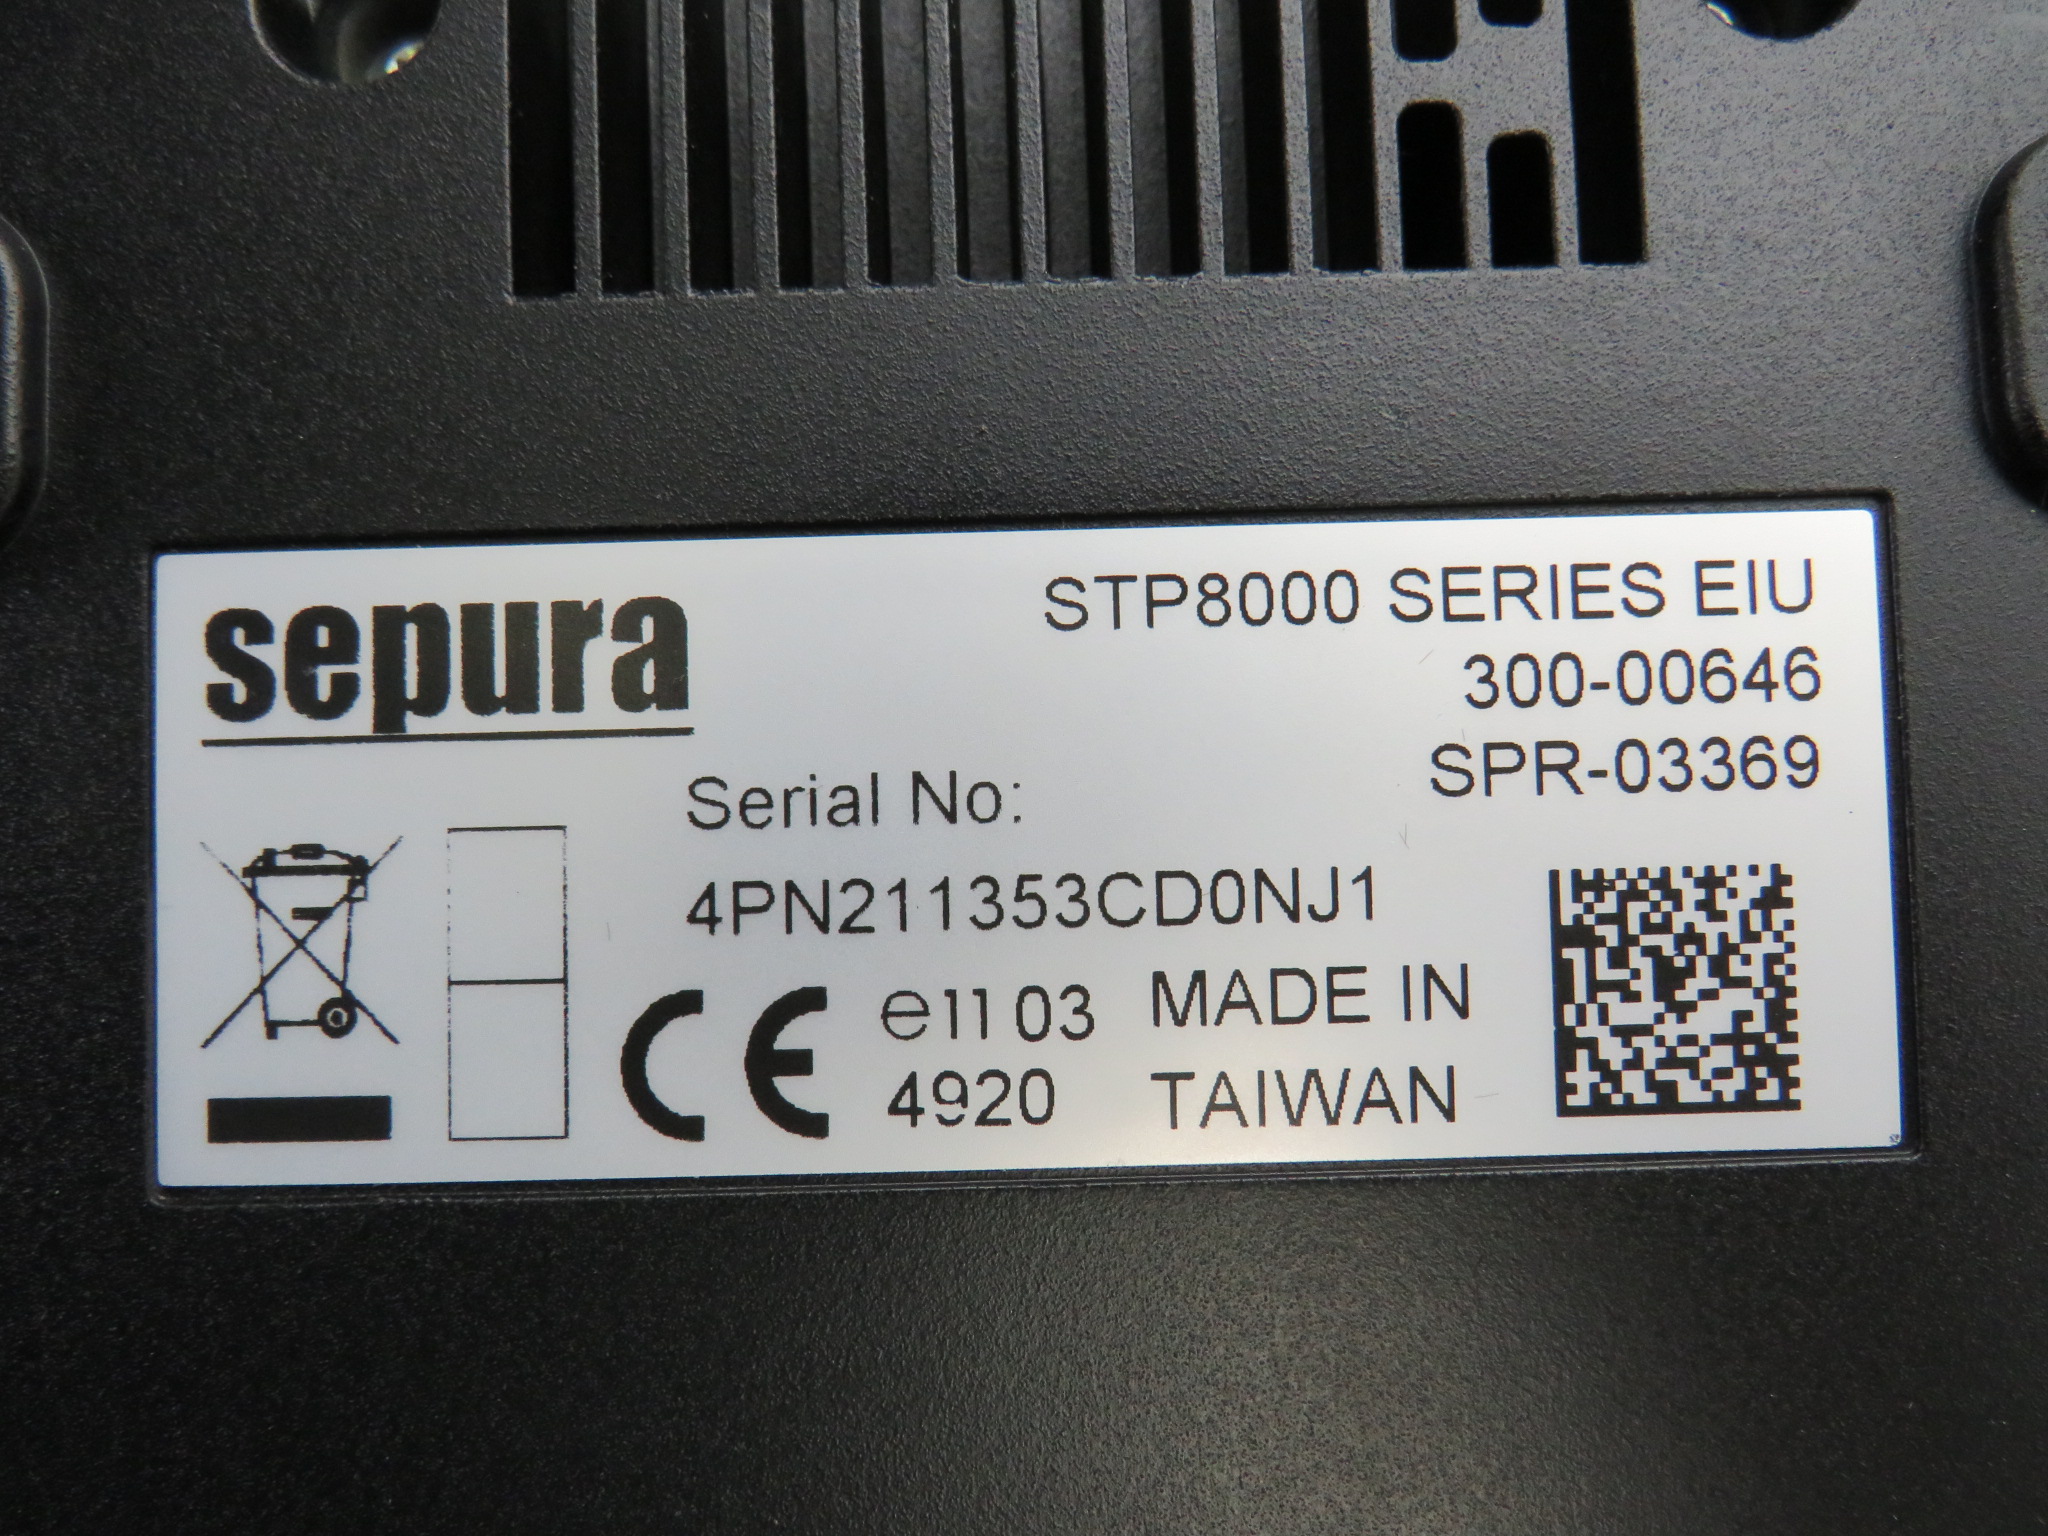 sepura
STP8000 SERIES EIU
300-00646
SPR-03369
Serial No:
4PN211353CD0NJ1
CE
e11 03
4920
MADE IN
TAIWAN